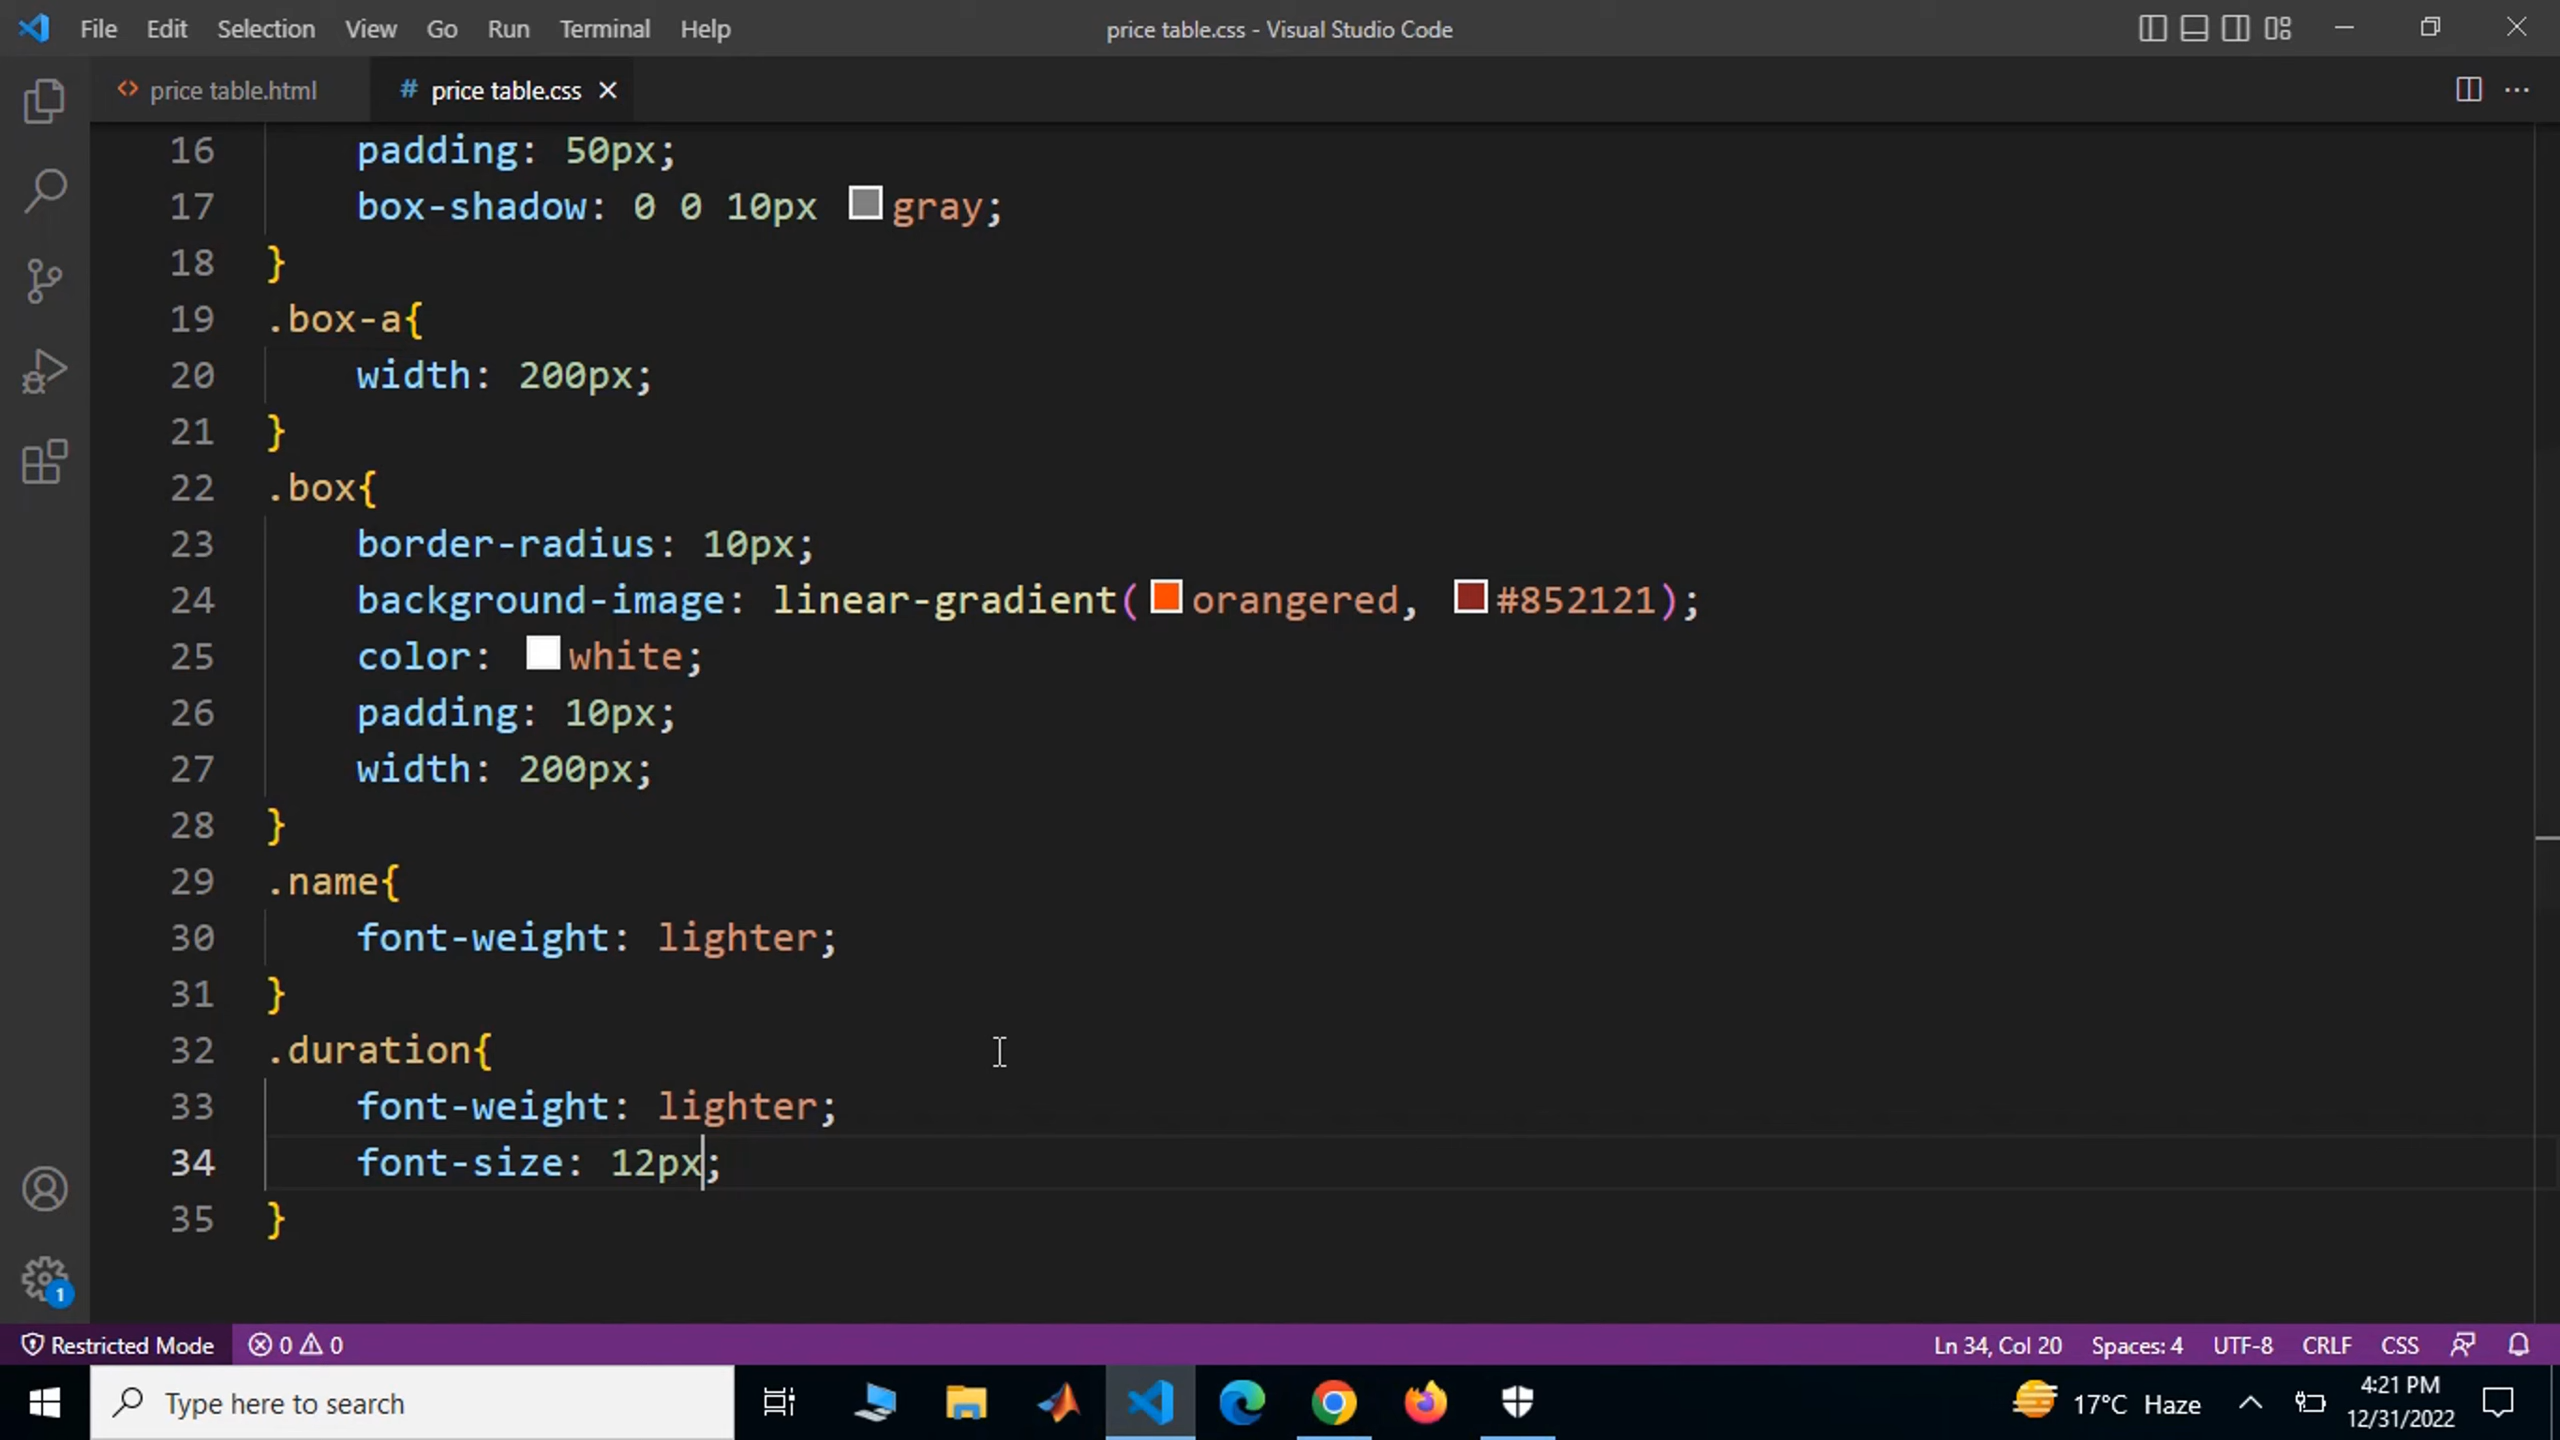 File Edit Selection View Go Run Terminal Help price table.css - Visual Studio Code
<> price table.html # price table.css
16 padding: 50px;
17 box-shadow: 0 0 10px gray;
18 }
19 .box-a{
20 width: 200px;
21 }
22 .box{
23 border-radius: 10px;
24 background-image: linear-gradient(orangered, #852121);
25 color: white;
26 padding: 10px;
27 width: 200px;
28 }
29 .name{
30 font-weight: lighter;
31 }
32 .duration{
33 font-weight: lighter;
34 font-size: 12px;
35 }
1
Restricted Mode 0 0 Ln 34, Col 20 Spaces: 4 UTF-8 CRLF CSS
Type here to search 17°C Haze 4:21 PM
12/31/2022